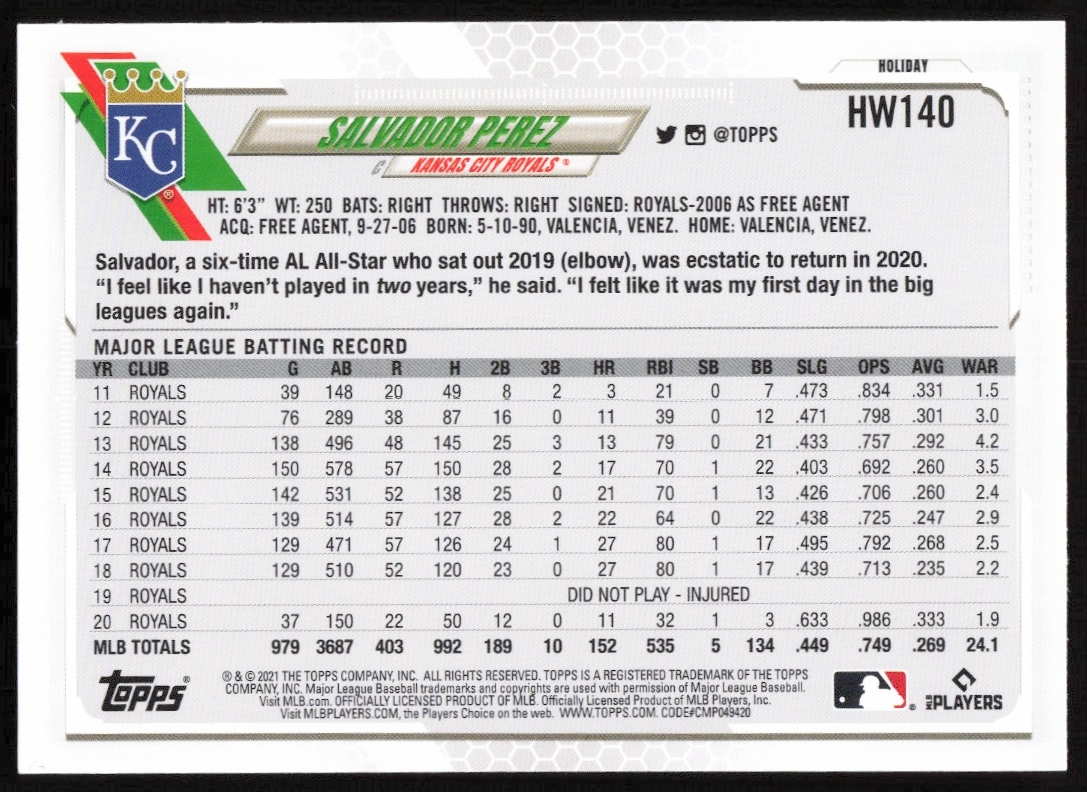 HOLIDAY
HW140
KC
®
SALVADOR PEREZ
@TOPPS
C KANSAS CITY ROYALS ®
HT: 6'3" WT: 250 BATS: RIGHT THROWS: RIGHT SIGNED: ROYALS-2006 AS FREE AGENT
ACQ: FREE AGENT, 9-27-06 BORN: 5-10-90, VALENCIA, VENEZ. HOME: VALENCIA, VENEZ.
Salvador, a six-time AL All-Star who sat out 2019 (elbow), was ecstatic to return in 2020.
“I feel like I haven’t played in two years,” he said. “I felt like it was my first day in the big
leagues again.”
MAJOR LEAGUE BATTING RECORD
YR CLUB G AB R H 2B 3B HR RBI SB BB SLG OPS AVG WAR
11 ROYALS 39 148 20 49 8 2 3 21 0 7 .473 .834 .331 1.5
12 ROYALS 76 289 38 87 16 0 11 39 0 12 .471 .798 .301 3.0
13 ROYALS 138 496 48 145 25 3 13 79 0 21 .433 .757 .292 4.2
14 ROYALS 150 578 57 150 28 2 17 70 1 22 .403 .692 .260 3.5
15 ROYALS 142 531 52 138 25 0 21 70 1 13 .426 .706 .260 2.4
16 ROYALS 139 514 57 127 28 2 22 64 0 22 .438 .725 .247 2.9
17 ROYALS 129 471 57 126 24 1 27 80 1 17 .495 .792 .268 2.5
18 ROYALS 129 510 52 120 23 0 27 80 1 17 .439 .713 .235 2.2
19 ROYALS DID NOT PLAY - INJURED
20 ROYALS 37 150 22 50 12 0 11 32 1 3 .633 .986 .333 1.9
MLB TOTALS 979 3687 403 992 189 10 152 535 5 134 .449 .749 .269 24.1
Topps®
® & © 2021 THE TOPPS COMPANY, INC. ALL RIGHTS RESERVED. TOPPS IS A REGISTERED TRADEMARK OF THE TOPPS
COMPANY, INC. Major League Baseball trademarks and copyrights are used with permission of Major League Baseball.
Visit MLB.com. OFFICIALLY LICENSED PRODUCT OF MLB. Officially Licensed Product of MLB Players, Inc.
Visit MLBPLAYERS.COM, the Players Choice on the web. WWW.TOPPS.COM. CODE#CMP049420
®
MLB PLAYERS